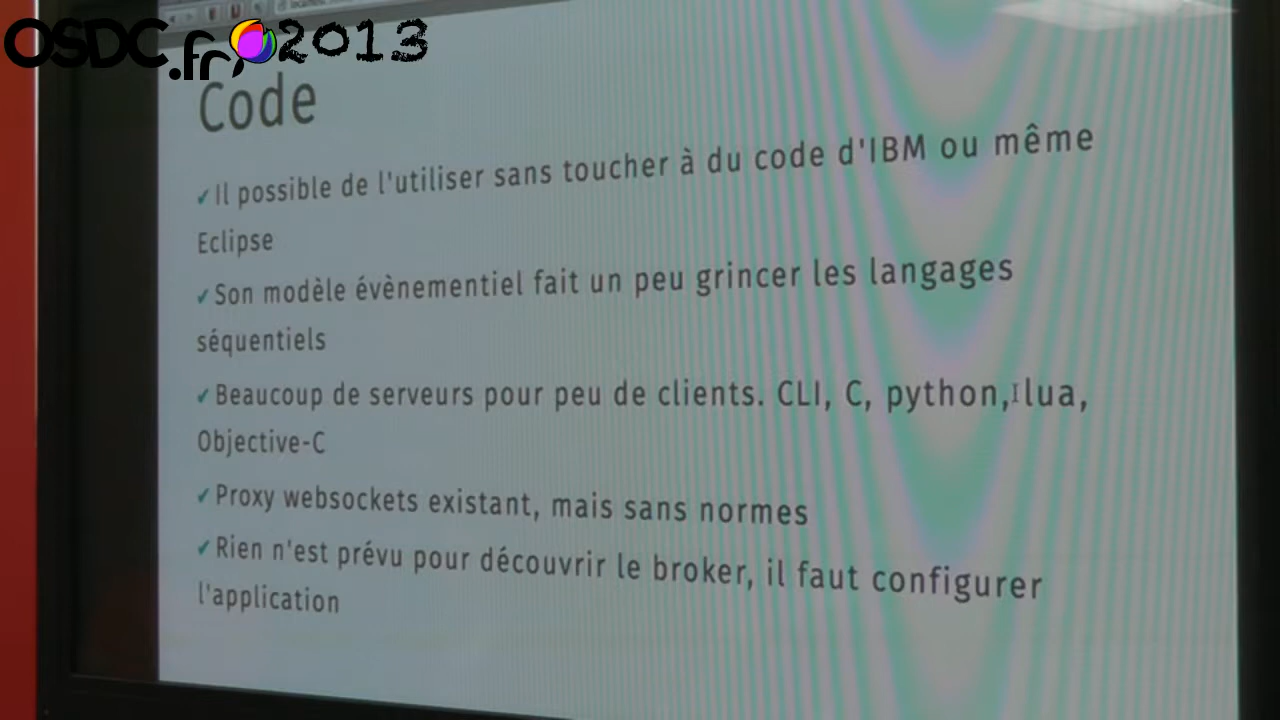 OSDC.fr 2013
Code
✓Il possible de l'utiliser sans toucher à du code d'IBM ou même
Eclipse
✓Son modèle évènementiel fait un peu grincer les langages
séquentiels
✓Beaucoup de serveurs pour peu de clients. CLI, C, python, lua,
Objective-C
✓Proxy websockets existant, mais sans normes
✓Rien n'est prévu pour découvrir le broker, il faut configurer
l'application